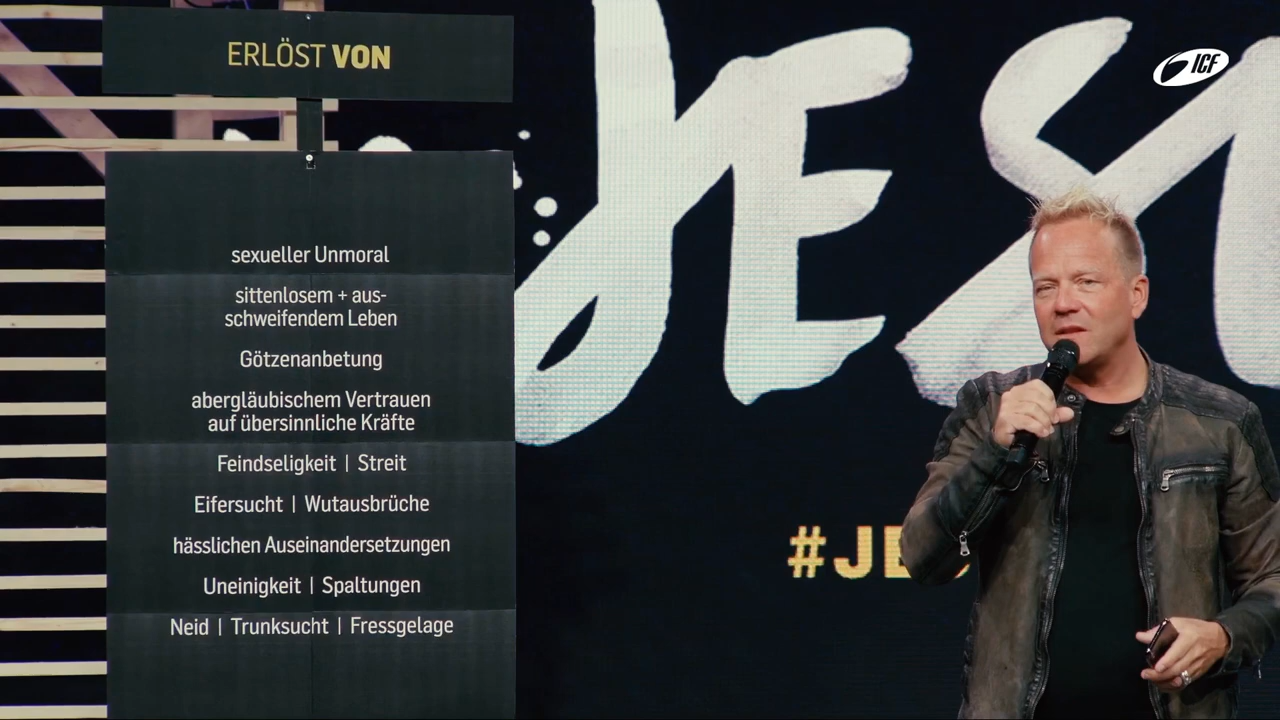 ERLÖST VON
sexueller Unmoral
sittenlosem + aus-
schweifendem Leben
Götzenanbetung
abergläubischem Vertrauen
auf übersinnliche Kräfte
Feindseligkeit | Streit
Eifersucht | Wutausbrüche
hässlichen Auseinandersetzungen
Uneinigkeit | Spaltungen
Neid | Trunksucht | Fressgelage
JESU
ICF